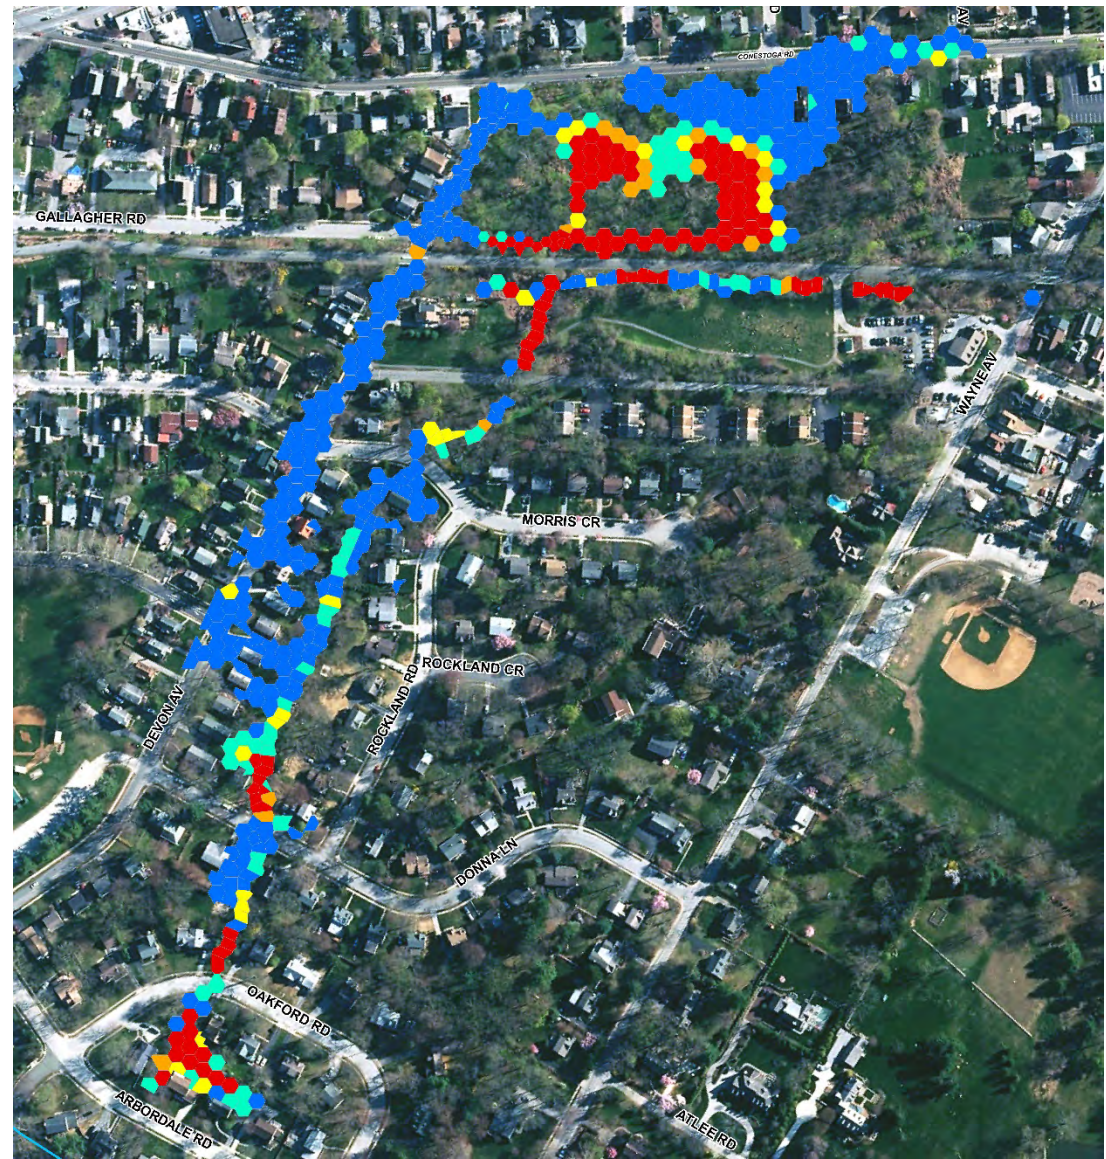 AV
D
CONESTOGA RD
GALLAGHER RD
WAYNE AV
MORRIS CR
ROCKLAND CR
ROCKLAND RD
DEVON AV
DONNA LN
OAKFORD RD
ARBORDALE RD
ATLEE RD